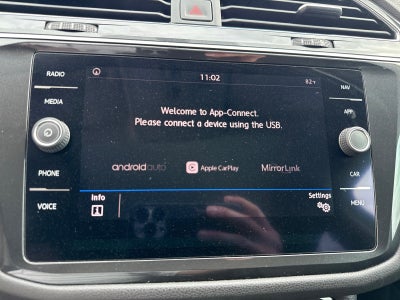 RADIO
MEDIA
PHONE
VOICE
11:02
82°F
Welcome to App-Connect.
Please connect a device using the USB.
androidauto
Apple CarPlay
MirrorLink
Info
Settings
NAV
APP
CAR
MENU